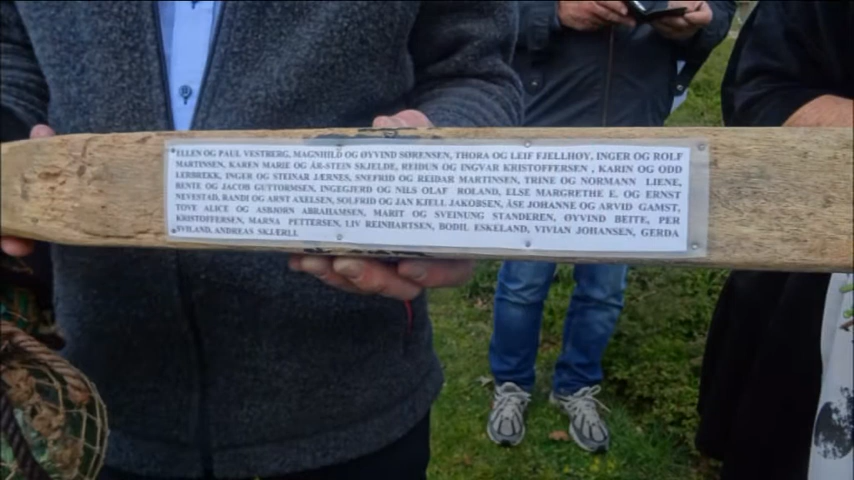 ELLEN OG PAUL VESTBERG, MAGNHILD OG ØYVIND SØRENSEN, THORA OG LEIF FJELLHØY, INGER OG ROLF
MARTINSEN, KAREN MARIE OG ÅR-STEIN SKJELDE, REIDUN OG INGVAR KRISTOFFERSEN, KARIN OG ODD
LERBREKK, INGER OG STEINAR JÆRNES, SNEFRID OG REIDAR MARTINSEN, TRINE OG NORMANN LIENE,
BENTE OG JACOB GUTTORMSEN, INGEGJERD OG NILS OLAF ROLAND, ELSE MARGRETHE E. OG ERNST
NEVESTAD, RANDI OG ARNT AXELSEN, SOLFRID OG JAN KJELL JAKOBSEN, ÅSE JOHANNE OG ARVID GAMST,
TOVE ALICE OG ASBJØRN ABRAHAMSEN, MARIT OG SVEINUNG STANDEREN, ØYVIND BEITE, PER
KRISTOFFERSEN, MARNA PETTERSEN, LIV REINHARTSEN, BODIL ESKELAND, VIVIAN JOHANSEN, GERDA
SVILAND, ANDREAS SKJÆRLL